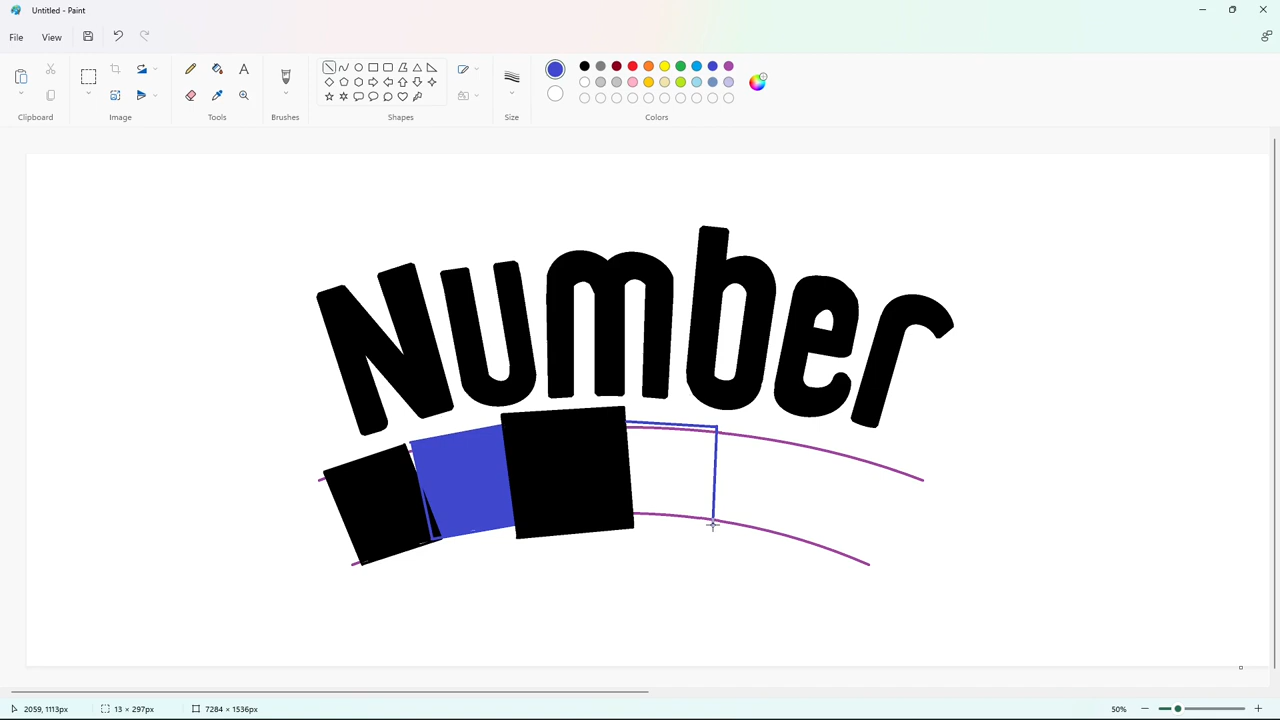 Untitled - Paint
File View
Clipboard Image Tools Brushes Shapes Size Colors
A
Number
2059, 1113px 13 × 297px 7284 × 1536px 50%